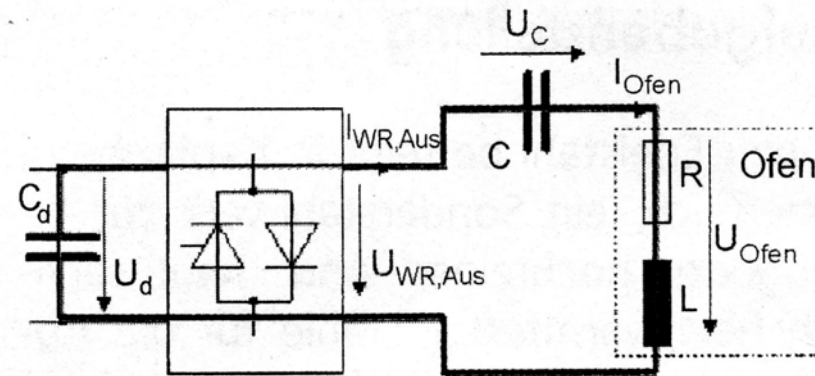 U_C
I_Ofen
I_WR,Aus
C
R
Ofen
C_d
U_d
U_WR,Aus
U_Ofen
L